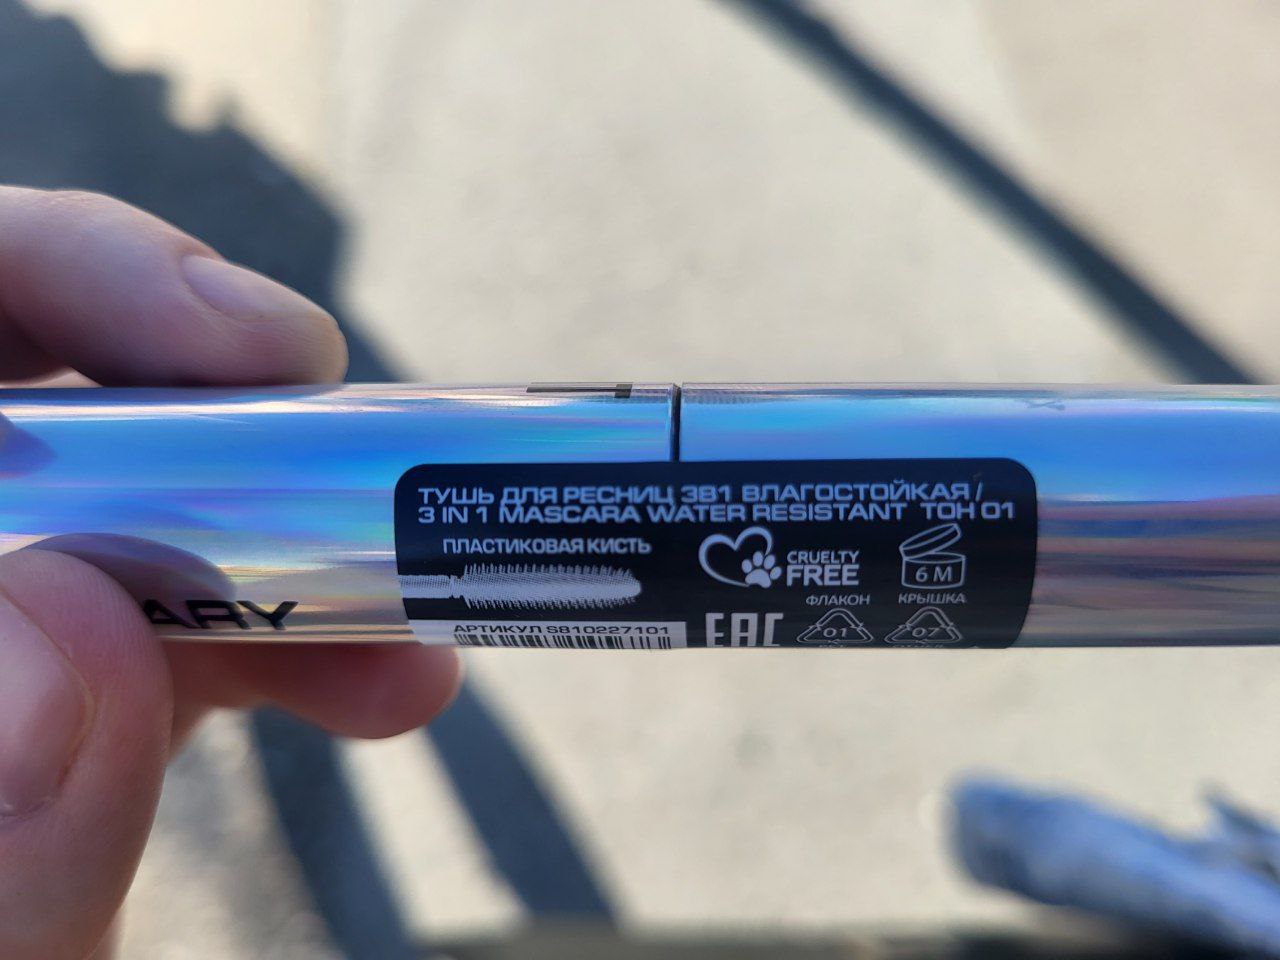 ТУШЬ ДЛЯ РЕСНИЦ 3В1 ВЛАГОСТОЙКАЯ /
3 IN 1 MASCARA WATER RESISTANT ТОН 01
ПЛАСТИКОВАЯ КИСТЬ
CRUELTY
FREE
6 М
ФЛАКОН
КРЫШКА
АРТИКУЛ S810227101
EAC
01
07
ARY